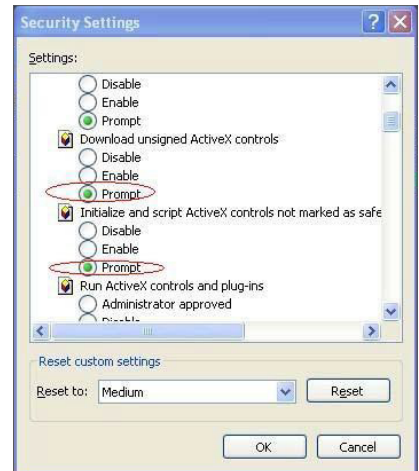 Security Settings
Settings:
Disable
Enable
Prompt
Download unsigned ActiveX controls
Disable
Enable
Prompt
Initialize and script ActiveX controls not marked as safe
Disable
Enable
Prompt
Run ActiveX controls and plug-ins
Administrator approved
Reset custom settings
Reset to: Medium Reset
OK Cancel